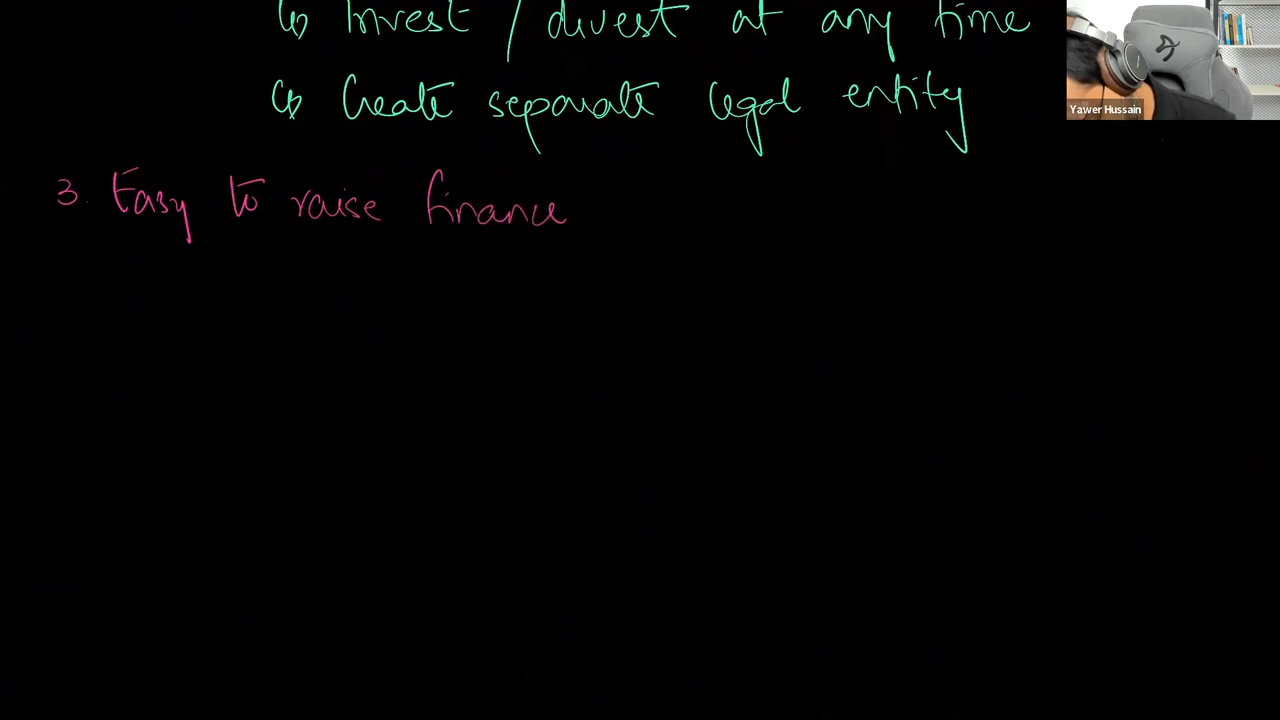 ↳ Invest / divest at any time
↳ Create separate legal entity
Yawer Hussain
3. Easy to raise finance